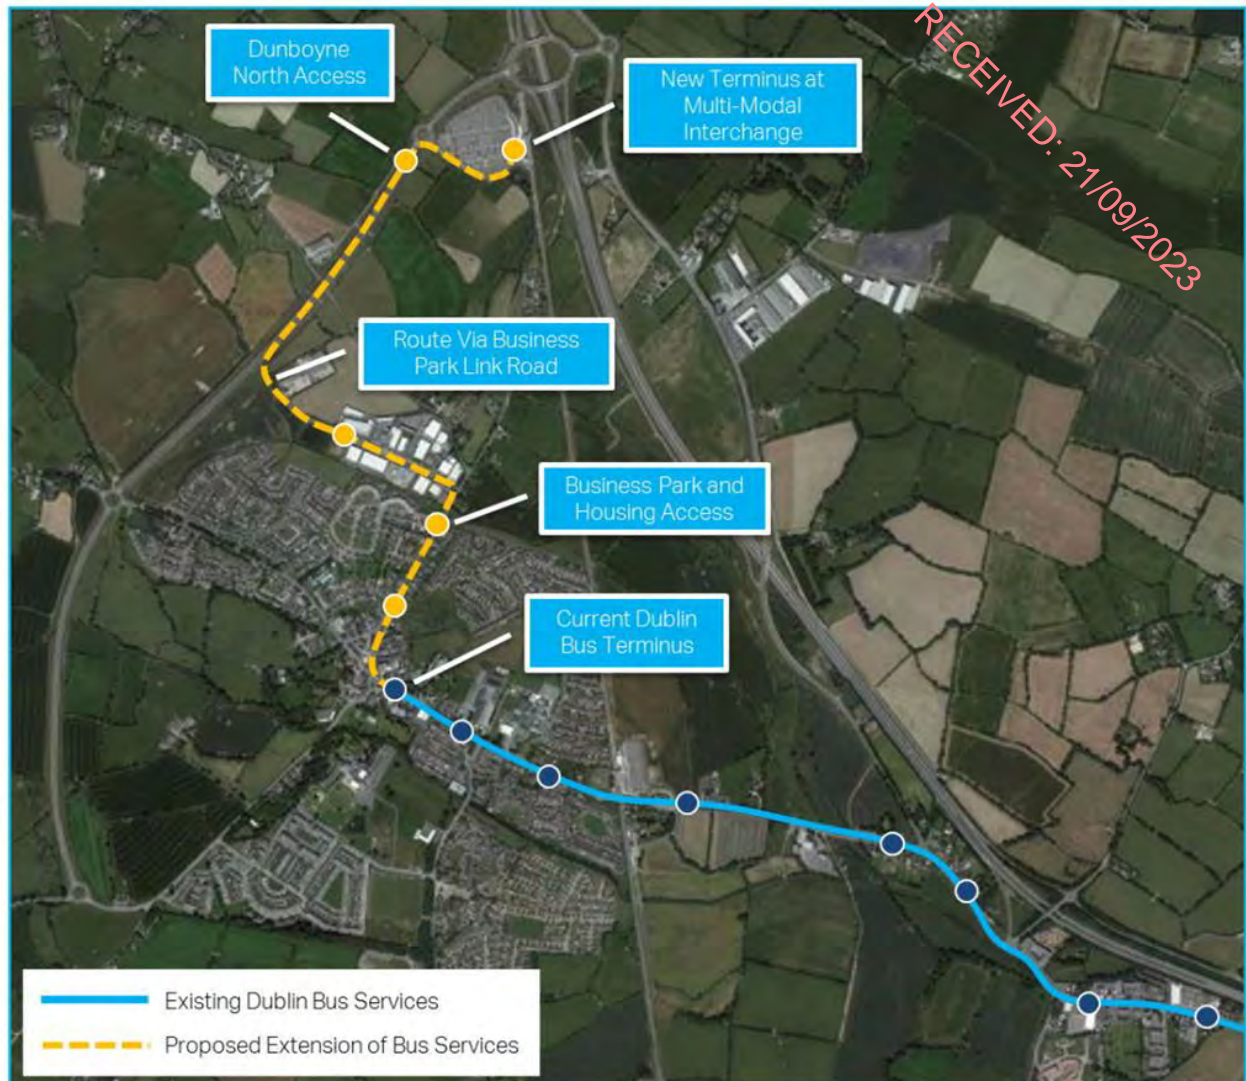 Dunboyne
North Access
New Terminus at
Multi-Modal
Interchange
RECEIVED: 21/09/2023
Route Via Business
Park Link Road
Business Park and
Housing Access
Current Dublin
Bus Terminus
Existing Dublin Bus Services
Proposed Extension of Bus Services